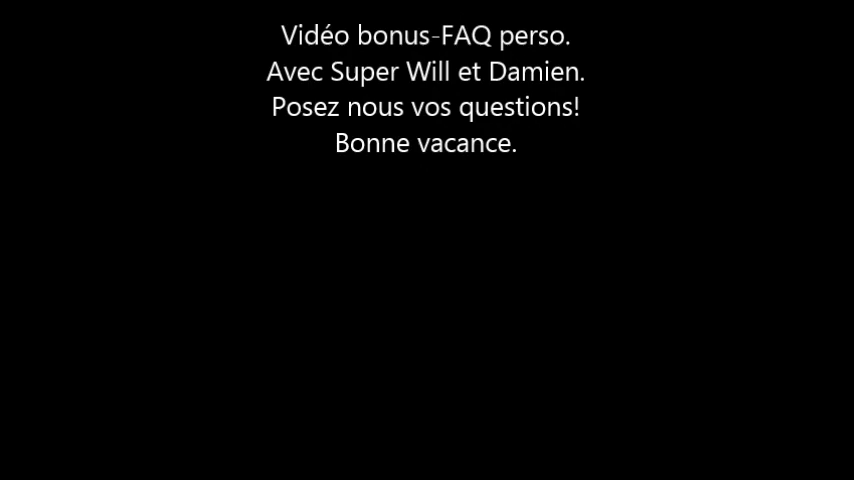 Vidéo bonus-FAQ perso.
Avec Super Will et Damien.
Posez nous vos questions!
Bonne vacance.